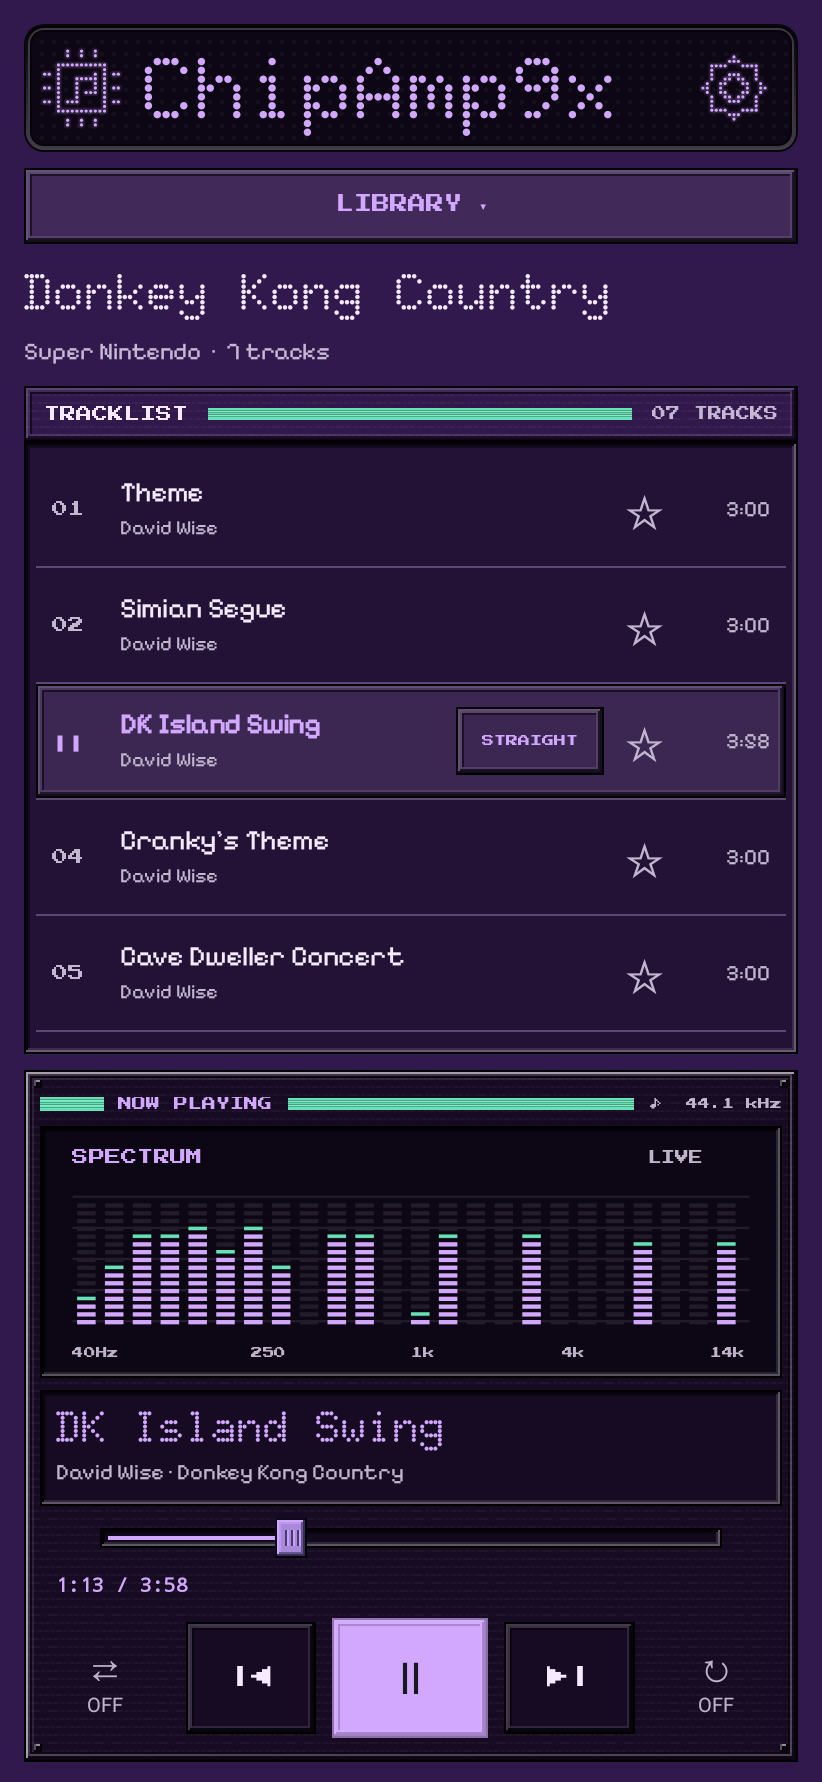 ChipAmp9x
LIBRARY ▾
Donkey Kong Country
Super Nintendo · 7 tracks
TRACKLIST 07 TRACKS
01 Theme 3:00
David Wise
02 Simian Segue 3:00
David Wise
DK Island Swing STRAIGHT 3:58
David Wise
04 Cranky's Theme 3:00
David Wise
05 Cave Dweller Concert 3:00
David Wise
NOW PLAYING ♪ 44.1 kHz
SPECTRUM LIVE
40Hz 250 1k 4k 14k
DK Island Swing
David Wise · Donkey Kong Country
1:13 / 3:58
OFF OFF